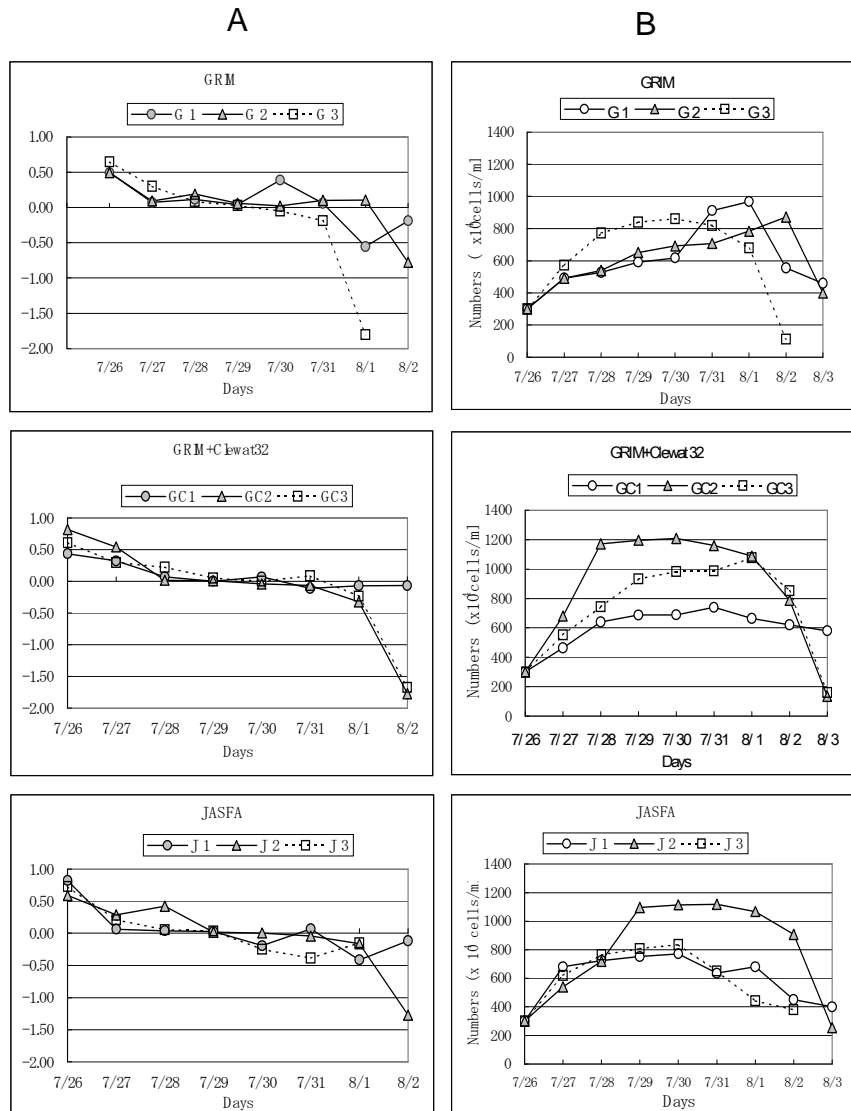 A
B
GRIM
G1 G2 G3
1.00
0.50
0.00
-0.50
-1.00
-1.50
-2.00
7/26 7/27 7/28 7/29 7/30 7/31 8/1 8/2
Days
GRIM
G1 G2 G3
Numbers ( x10⁴cells/ml)
1400
1200
1000
800
600
400
200
0
7/26 7/27 7/28 7/29 7/30 7/31 8/1 8/2 8/3
Days
GRIM+Clewat32
GC1 GC2 GC3
1.00
0.50
0.00
-0.50
-1.00
-1.50
-2.00
7/26 7/27 7/28 7/29 7/30 7/31 8/1 8/2
Days
GRIM+Clewat32
GC1 GC2 GC3
Numbers (x10⁴cells/ml)
1400
1200
1000
800
600
400
200
0
7/26 7/27 7/28 7/29 7/30 7/31 8/1 8/2 8/3
Days
JASFA
J1 J2 J3
1.00
0.50
0.00
-0.50
-1.00
-1.50
-2.00
7/26 7/27 7/28 7/29 7/30 7/31 8/1 8/2
Days
JASFA
J1 J2 J3
Numbers (x 10⁴ cells/ml
1400
1200
1000
800
600
400
200
0
7/26 7/27 7/28 7/29 7/30 7/31 8/1 8/2 8/3
Days